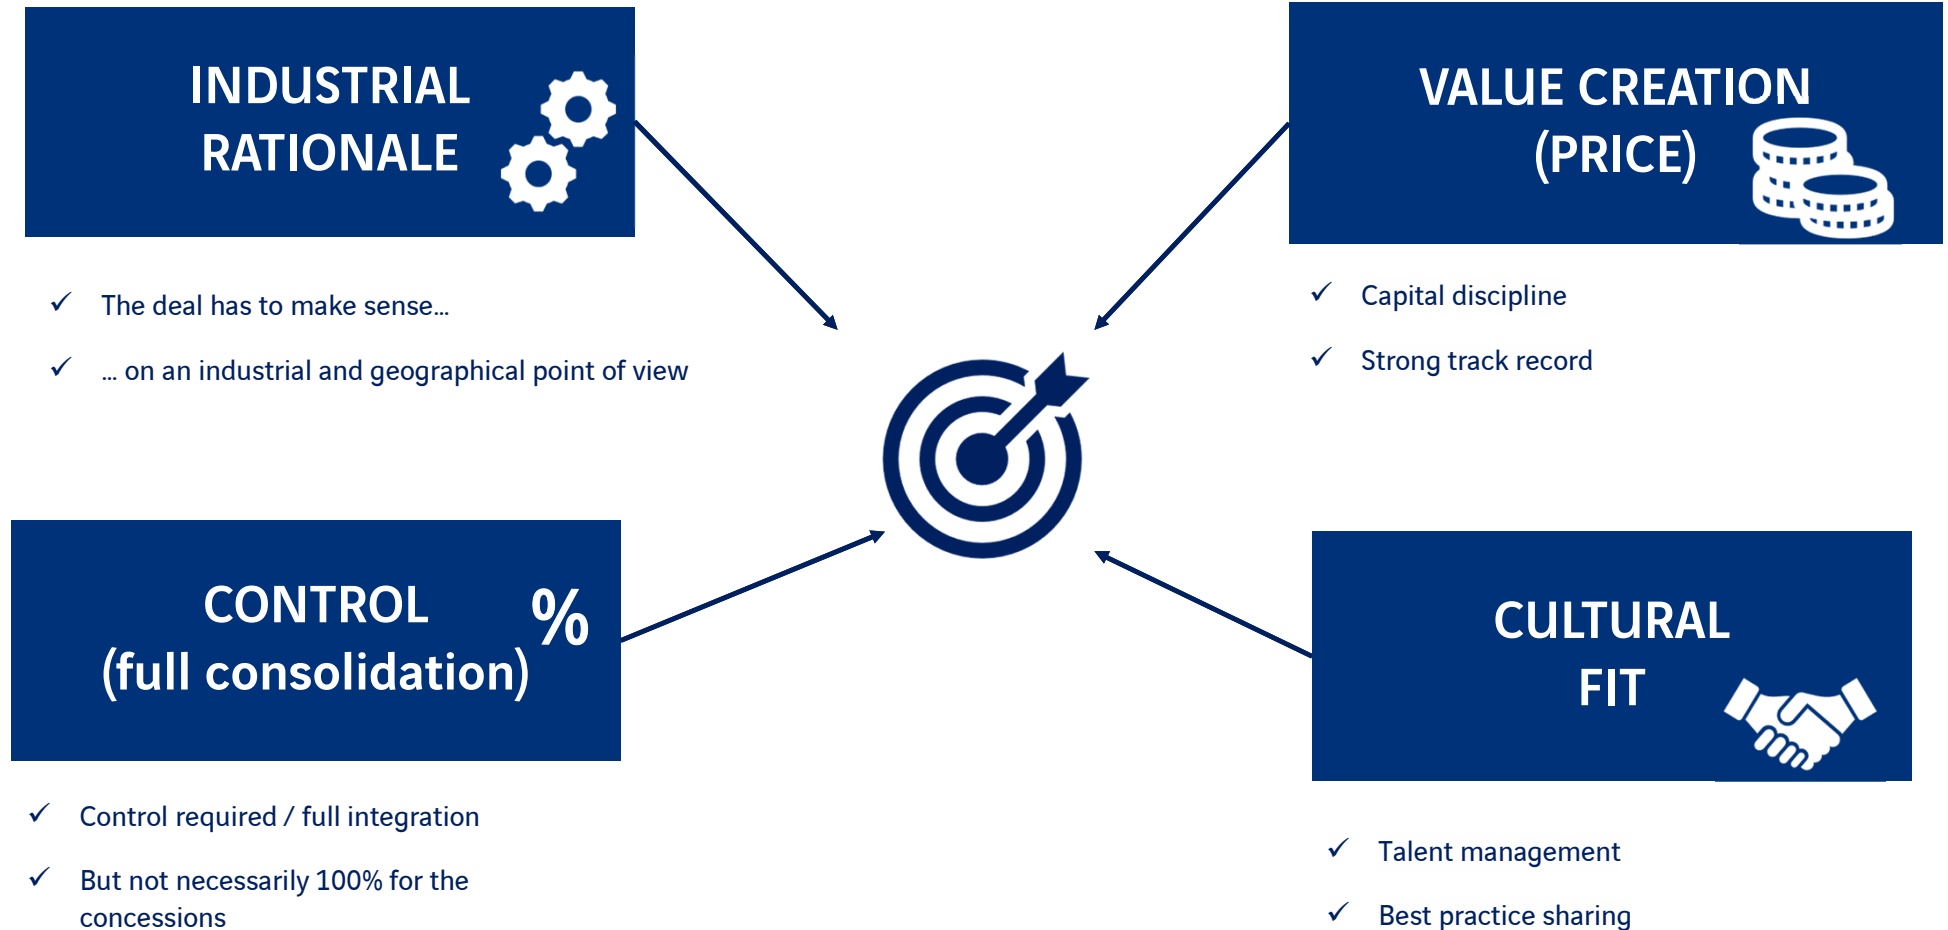 INDUSTRIAL
RATIONALE
The deal has to make sense...
... on an industrial and geographical point of view
VALUE CREATION
(PRICE)
Capital discipline
Strong track record
CONTROL
(full consolidation)
%
Control required / full integration
But not necessarily 100% for the
concessions
CULTURAL
FIT
Talent management
Best practice sharing